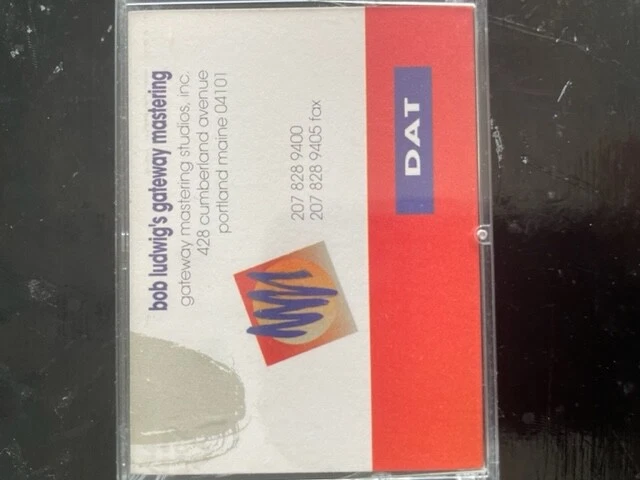 bob ludwig's gateway mastering
gateway mastering studios, inc.
428 cumberland avenue
portland maine 04101
207 828 9400
207 828 9405 fax
DAT